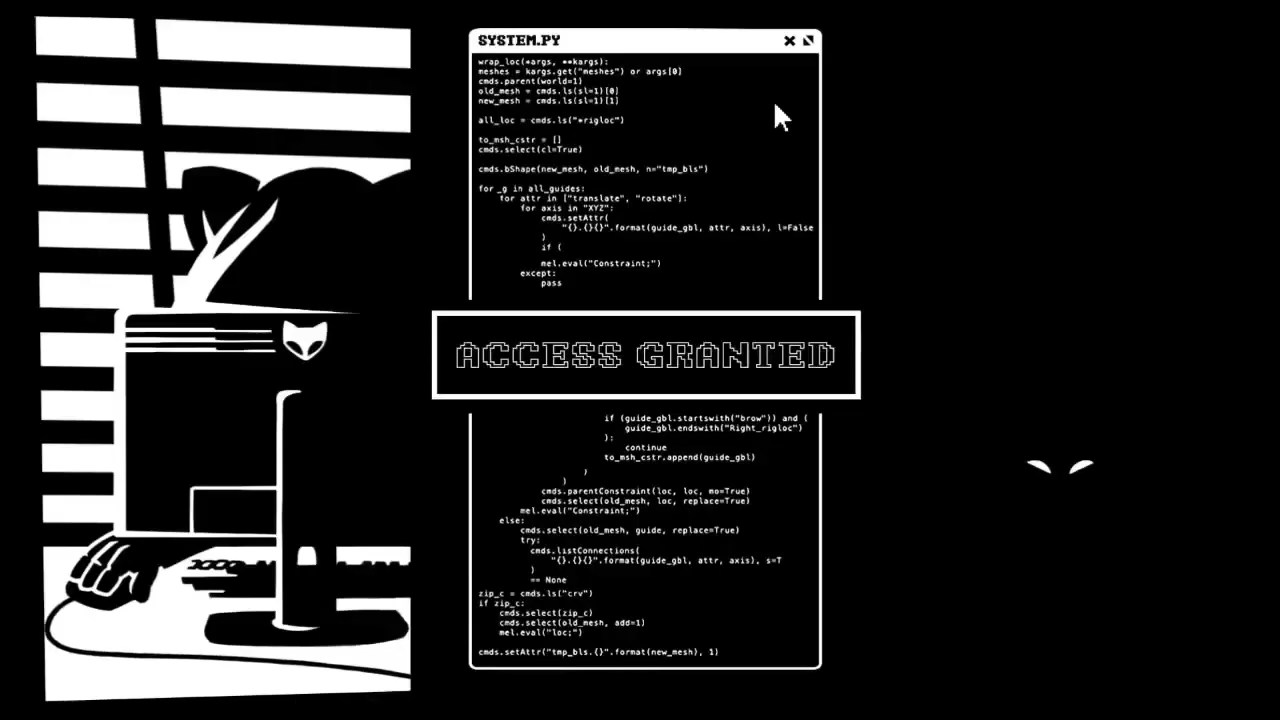 SYSTEM.PY
wrap_loc(*args, **kargs):
meshes = kargs.get("meshes") or args[0]
cmds.parent(world=1)
old_mesh = cmds.ls(sl=1)[0]
new_mesh = cmds.ls(sl=1)[1]
all_loc = cmds.ls("*rigloc")
to_msh_cstr = []
cmds.select(cl=True)
cmds.bShape(new_mesh, old_mesh, n="tmp_bls")
for _g in all_guides:
for attr in ["translate", "rotate"]:
for axis in "XYZ":
cmds.setAttr(
"{}.{}{}".format(guide_gbl, attr, axis), l=False
)
if (
mel.eval("Constraint;")
except:
pass
ACCESS GRANTED
if (guide_gbl.startswith("brow")) and (
guide_gbl.endswith("Right_rigloc")
):
continue
to_msh_cstr.append(guide_gbl)
)
)
cmds.parentConstraint(loc, loc, mo=True)
cmds.select(old_mesh, loc, replace=True)
mel.eval("Constraint;")
else:
cmds.select(old_mesh, guide, replace=True)
try:
cmds.listConnections(
"{}.{}{}".format(guide_gbl, attr, axis), s=T
)
== None
zip_c = cmds.ls("crv")
if zip_c:
cmds.select(zip_c)
cmds.select(old_mesh, add=1)
mel.eval("loc;")
cmds.setAttr("tmp_bls.{}".format(new_mesh), 1)